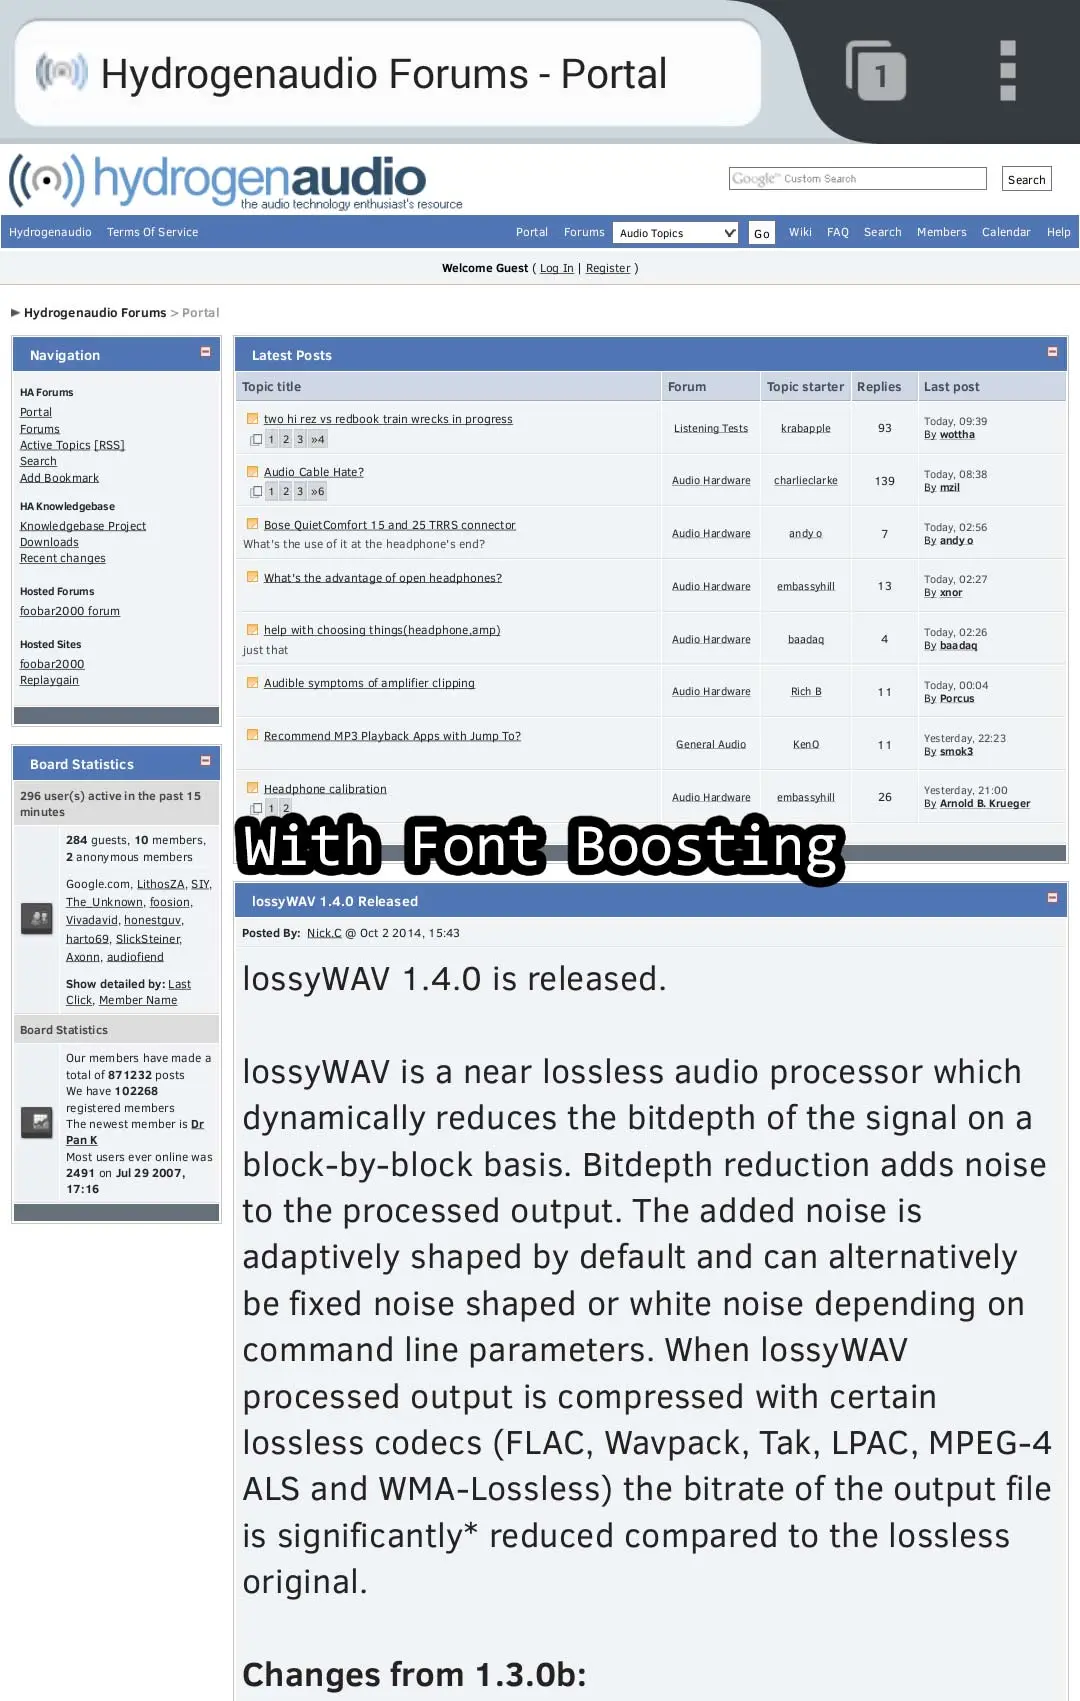 Hydrogenaudio Forums - Portal
1
hydrogenaudio
the audio technology enthusiast's resource
Google™ Custom Search
Search
Hydrogenaudio Terms Of Service Portal Forums Audio Topics Go Wiki FAQ Search Members Calendar Help
Welcome Guest ( Log In | Register )
Hydrogenaudio Forums > Portal
Navigation
HA Forums
Portal
Forums
Active Topics [RSS]
Search
Add Bookmark
HA Knowledgebase
Knowledgebase Project
Downloads
Recent changes
Hosted Forums
foobar2000 forum
Hosted Sites
foobar2000
Replaygain
Board Statistics
296 user(s) active in the past 15
minutes
284 guests, 10 members,
2 anonymous members
Google.com, LithosZA, SIY,
The_Unknown, foosion,
Vivadavid, honestguv,
harto69, SlickSteiner,
Axonn, audiofiend
Show detailed by: Last
Click, Member Name
Board Statistics
Our members have made a
total of 871232 posts
We have 102268
registered members
The newest member is Dr
Pan K
Most users ever online was
2491 on Jul 29 2007,
17:16
Latest Posts
Topic title Forum Topic starter Replies Last post
two hi rez vs redbook train wrecks in progress
1 2 3 »4
Listening Tests krabapple 93
Today, 09:39
By wottha
Audio Cable Hate?
1 2 3 »6
Audio Hardware charlieclarke 139
Today, 08:38
By mzil
Bose QuietComfort 15 and 25 TRRS connector
What's the use of it at the headphone's end?
Audio Hardware andy o 7
Today, 02:56
By andy o
What's the advantage of open headphones?
Audio Hardware embassyhill 13
Today, 02:27
By xnor
help with choosing things(headphone,amp)
just that
Audio Hardware baadaq 4
Today, 02:26
By baadaq
Audible symptoms of amplifier clipping
Audio Hardware Rich B 11
Today, 00:04
By Porcus
Recommend MP3 Playback Apps with Jump To?
General Audio KenO 11
Yesterday, 22:23
By smok3
Headphone calibration
1 2
Audio Hardware embassyhill 26
Yesterday, 21:00
By Arnold B. Krueger
With Font Boosting
lossyWAV 1.4.0 Released
Posted By: Nick.C @ Oct 2 2014, 15:43
lossyWAV 1.4.0 is released.
lossyWAV is a near lossless audio processor which
dynamically reduces the bitdepth of the signal on a
block-by-block basis. Bitdepth reduction adds noise
to the processed output. The added noise is
adaptively shaped by default and can alternatively
be fixed noise shaped or white noise depending on
command line parameters. When lossyWAV
processed output is compressed with certain
lossless codecs (FLAC, Wavpack, Tak, LPAC, MPEG-4
ALS and WMA-Lossless) the bitrate of the output file
is significantly* reduced compared to the lossless
original.
Changes from 1.3.0b: